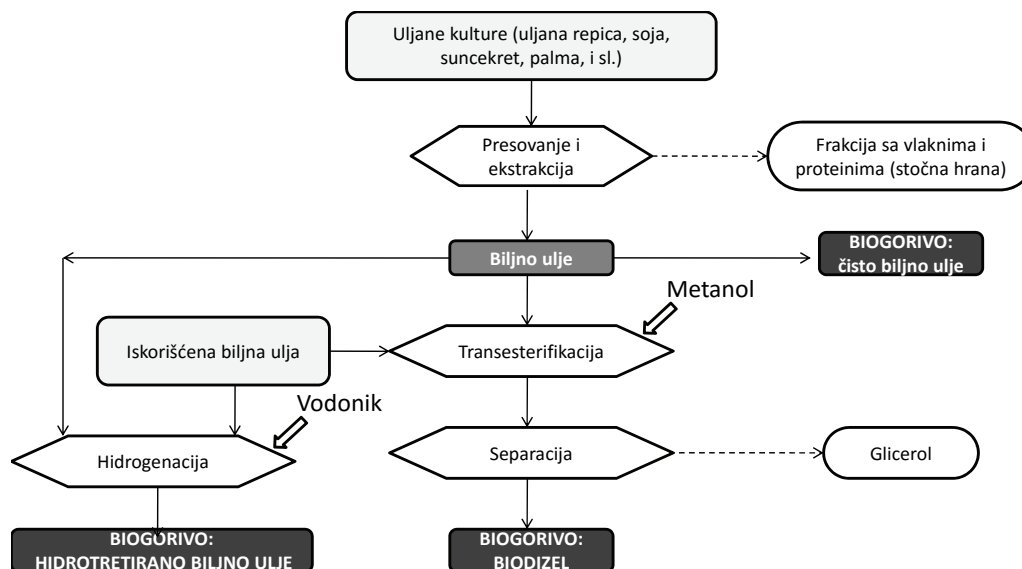 Uljane kulture (uljana repica, soja,
suncekret, palma, i sl.)
Presovanje i
ekstrakcija
Frakcija sa vlaknima i
proteinima (stočna hrana)
Biljno ulje
BIOGORIVO:
čisto biljno ulje
Metanol
Iskorišćena biljna ulja
Transesterifikacija
Vodonik
Hidrogenacija
Separacija
Glicerol
BIOGORIVO:
HIDROTRETIRANO BILJNO ULJE
BIOGORIVO:
BIODIZEL